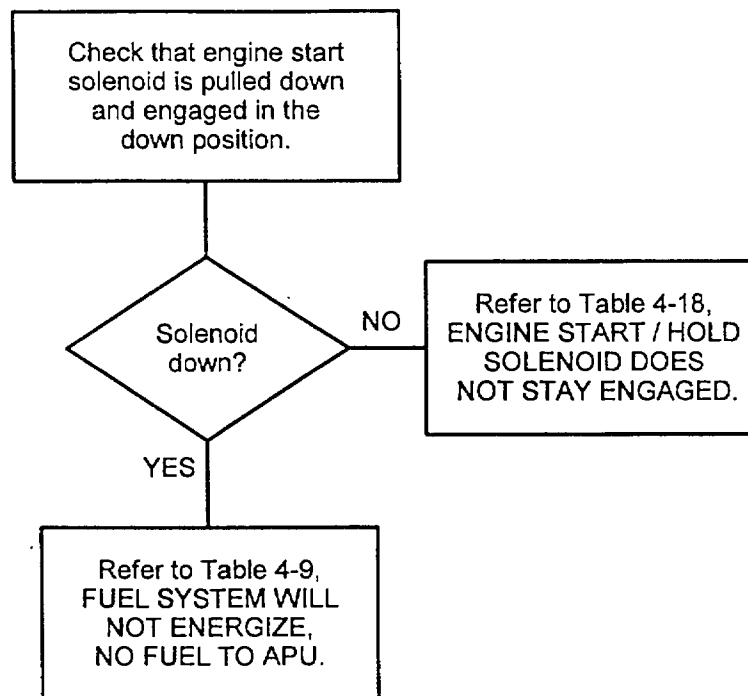 Check that engine start
solenoid is pulled down
and engaged in the
down position.
Solenoid
down?
NO
Refer to Table 4-18,
ENGINE START / HOLD
SOLENOID DOES
NOT STAY ENGAGED.
YES
Refer to Table 4-9,
FUEL SYSTEM WILL
NOT ENERGIZE,
NO FUEL TO APU.